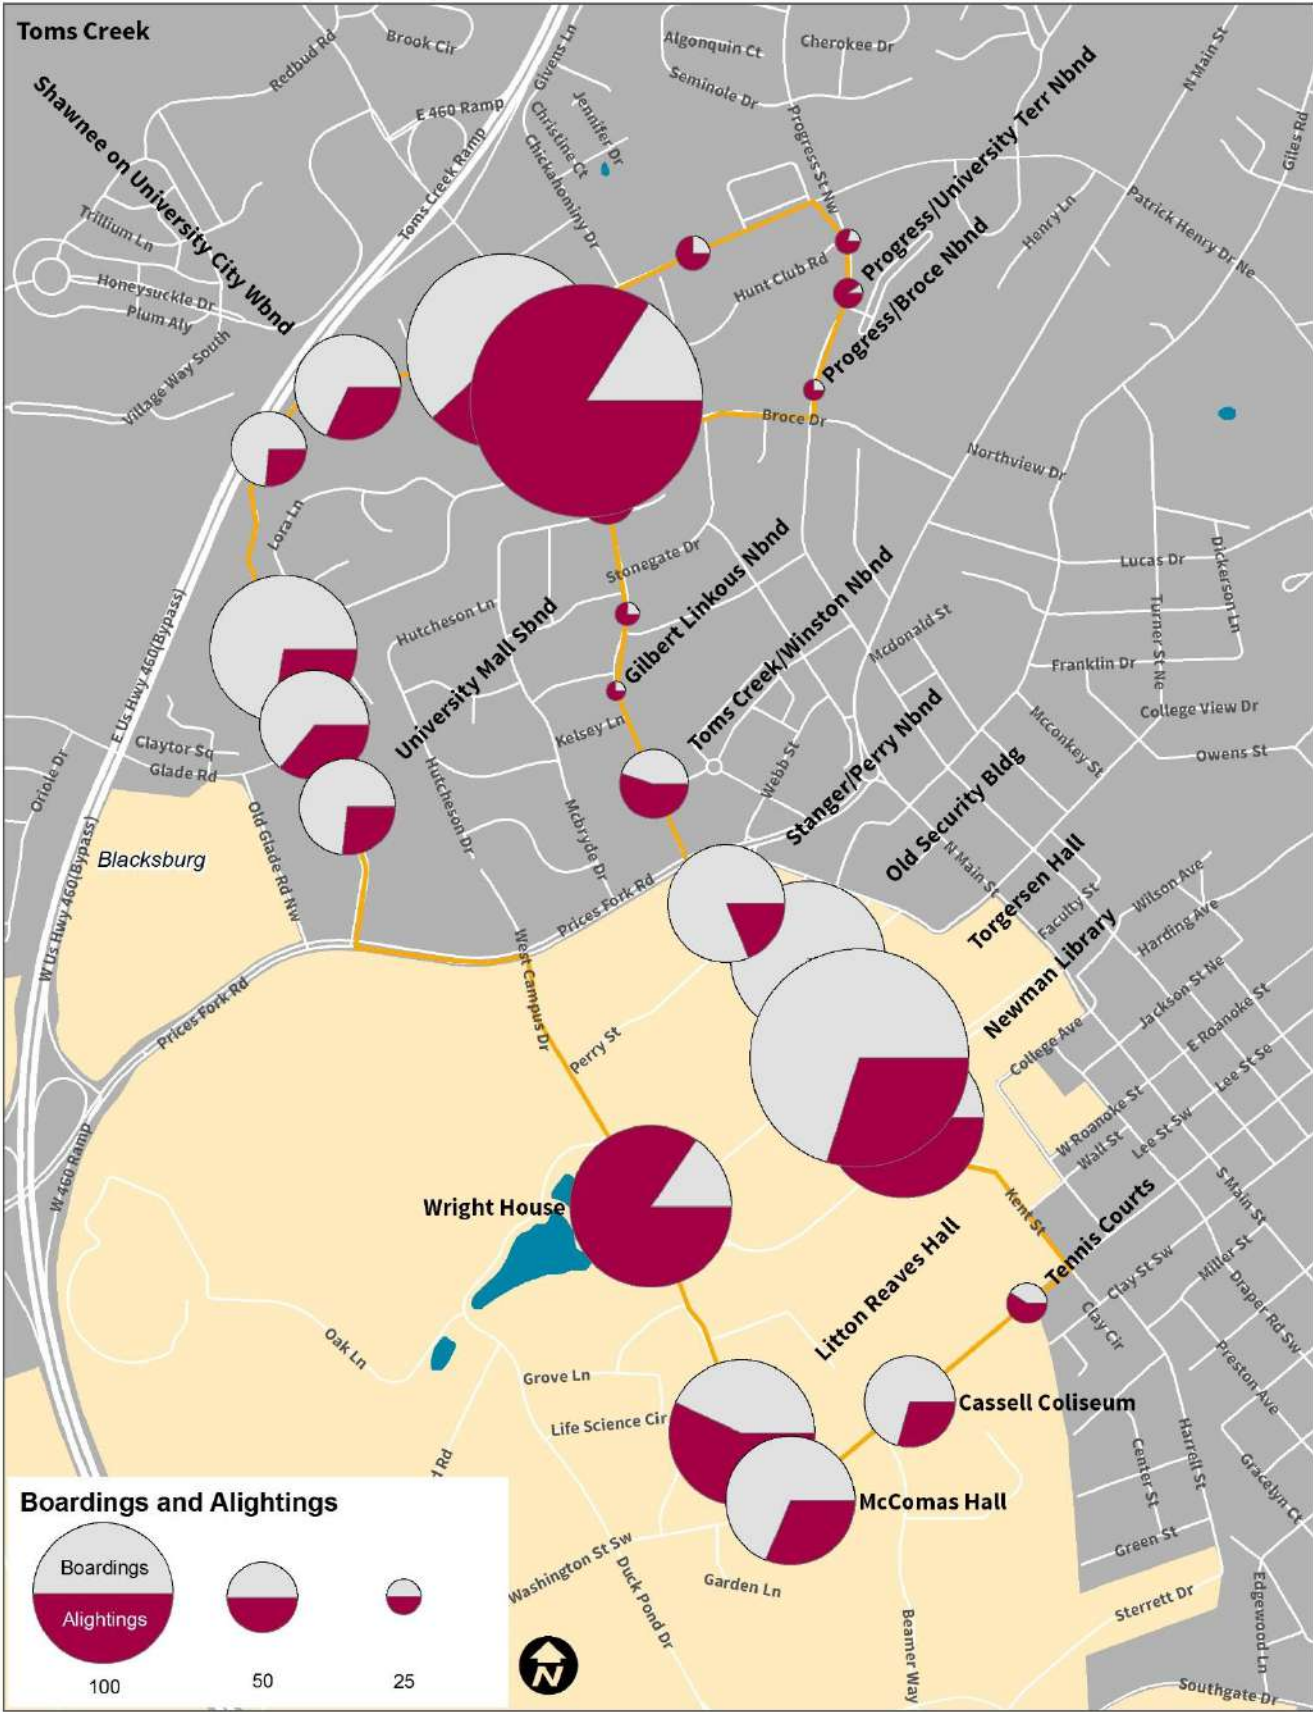 Toms Creek
Redbud Rd
Brook Cir
Givens Ln
Algonquin Ct
Cherokee Dr
Seminole Dr
N Main St
Giles Rd
E 460 Ramp
Jennifer Dr
Christine Ct
Chickahominy Dr
Progress St Nw
Progress/University Terr Nbnd
Shawnee on University City Wbnd
Toms Creek Ramp
Trillium Ln
Honeysuckle Dr
Plum Aly
Village Way South
Hunt Club Rd
Henry Ln
Patrick Henry Dr Ne
Progress/Broce Nbnd
Broce Dr
Northview Dr
Lora Ln
Stonegate Dr
Gilbert Linkous Nbnd
Lucas Dr
Dickerson Ln
Turner St Ne
Hutcheson Ln
University Mall Sbnd
Toms Creek/Winston Nbnd
Mcdonald St
Franklin Dr
College View Dr
Owens St
Mcconkey St
E Us Hwy 460(Bypass)
Claytor Sq
Glade Rd
Oriole Dr
Kelsey Ln
Webb St
Hutcheson Dr
Mcbryde Dr
Stanger/Perry Nbnd
Old Security Bldg
N Main St
Torgersen Hall
Faculty St
Wilson Ave
Harding Ave
Newman Library
Blacksburg
Old Glade Rd Nw
W Us Hwy 460(Bypass)
Prices Fork Rd
Prices Fork Rd
West Campus Dr
Perry St
College Ave
Jackson St Ne
E Roanoke St
Lee St Se
W Roanoke St
Wall St
Lee St Sw
W 460 Ramp
Wright House
Kent St
Tennis Courts
S Main St
Clay St Sw
Miller St
Draper Rd Sw
Clay Cir
Litton Reaves Hall
Preston Ave
Oak Ln
Grove Ln
Life Science Cir
Cassell Coliseum
Center St
Harrell St
Gracelyn Ct
d Rd
McComas Hall
Green St
Washington St Sw
Duck Pond Dr
Garden Ln
Beamer Way
Sterrett Dr
Edgewood Ln
Southgate Dr
Boardings and Alightings
Boardings
Alightings
100
50
25
N